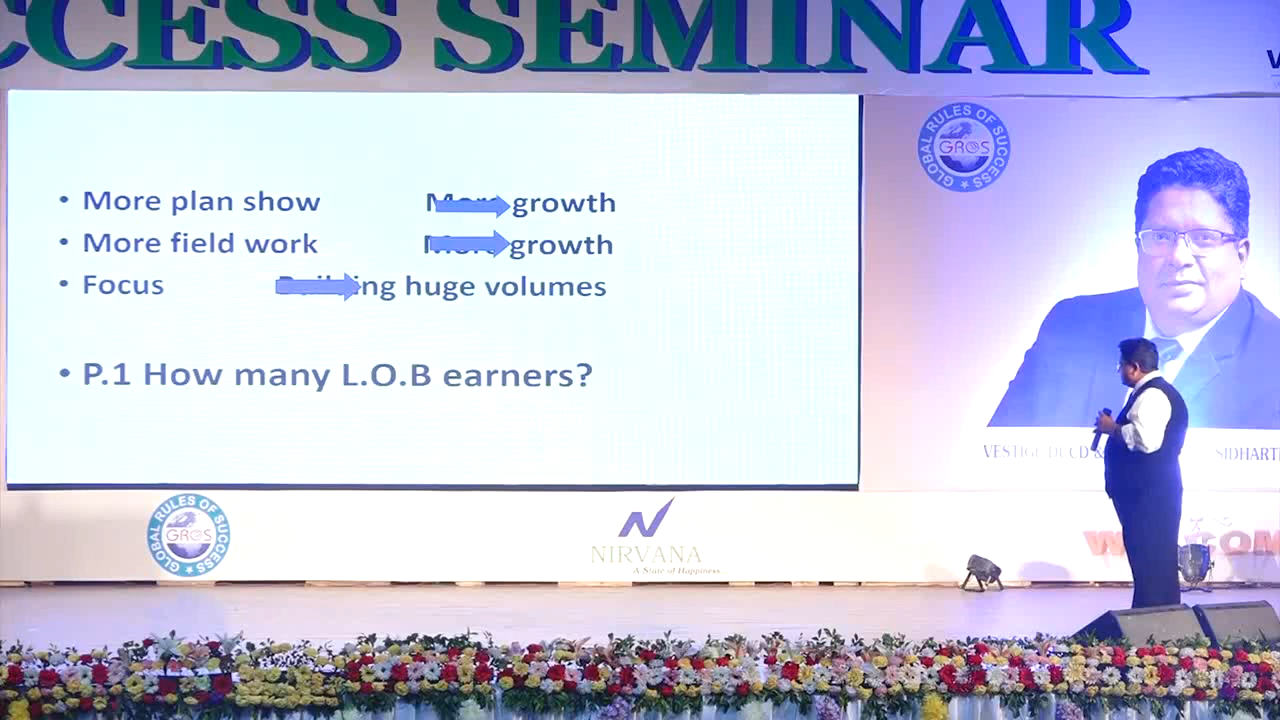 CCESS SEMINAR
• More plan show growth
• More field work growth
• Focus huge volumes
• P.1 How many L.O.B earners?
GLOBAL RULES OF SUCCESS
GROS
VESTIGE
SIDHART
GLOBAL RULES OF SUCCESS
GROS
NIRVANA
A State of Happiness